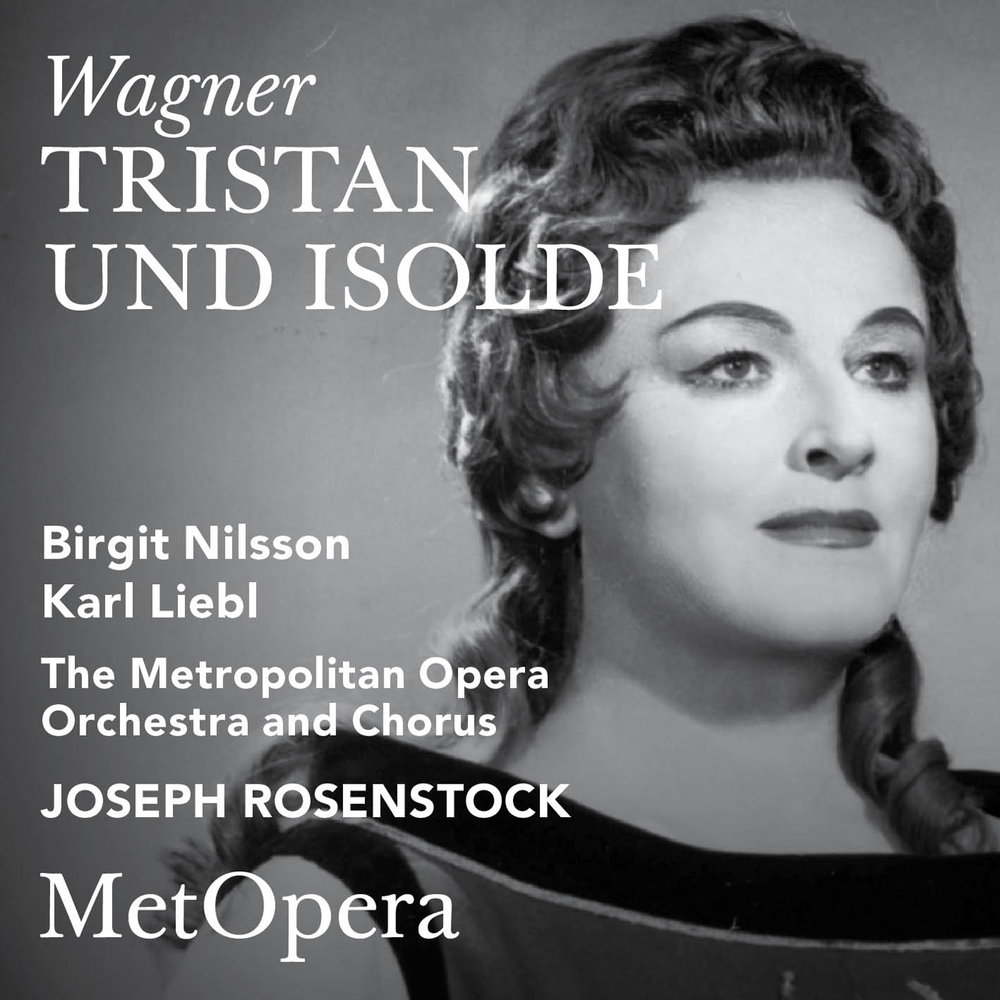 Wagner
TRISTAN
UND ISOLDE
Birgit Nilsson
Karl Liebl
The Metropolitan Opera
Orchestra and Chorus
JOSEPH ROSENSTOCK
MetOpera